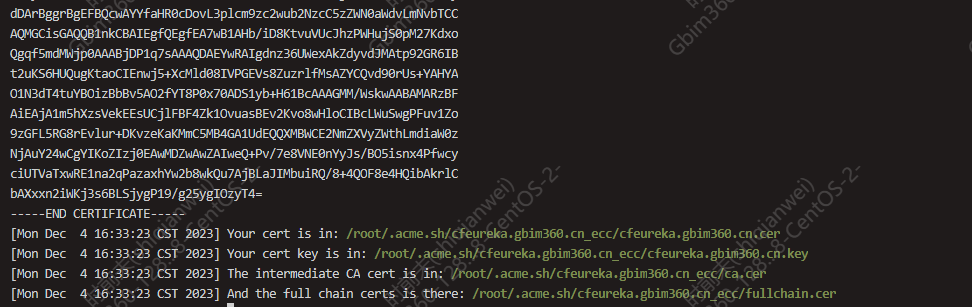 dDArBggrBgEFBQcwAYYfaHR0cDovL3plcm9zc2wub2NzcC5zZWN0aWdvLmNvbTCC
AQMGCisGAQQB1nkCBAIEgfQEgfEA7wB1AHb/iD8KtvuVUcJhzPWHujS0pM27Kdxo
Qgqf5mdMWjp0AAABjDP1q7sAAAQDAEYwRAIgdnz36UWexAkZdyvdJMAtp92GR6IB
t2uKS6HUQugKtaoCIEnwj5+XcMld08IVPGEVs8ZuzrlfMsAZYCQvd90rUs+YAHYA
O1N3dT4tuYBOizBbBv5AO2fYT8P0x70ADS1yb+H61BcAAAGMM/WskwAABAMARzBF
AiEAjA1m5hXzsVekEEsUCjlFBF4Zk1OvuasBEv2Kvo8wHloCIBcLWuSwgPFuv1Zo
9zGFL5RG8rEvlur+DKvzeKaKMmC5MB4GA1UdEQQXMBWCE2NmZXVyZWthLmdiaW0z
NjAuY24wCgYIKoZIzj0EAwMDZwAwZAIweQ+Pv/7e8VNE0nYyJs/BO5isnx4Pfwcy
ciUTVaTxwRE1na2qPazaxhYw2b8wkQu7AjBLaJIMbuiRQ/8+4QOF8e4HQibAkrlC
bAXxxn2iWKj3s6BLSjygP19/g25ygIOzyT4=
-----END CERTIFICATE-----
[Mon Dec  4 16:33:23 CST 2023] Your cert is in: /root/.acme.sh/cfeureka.gbim360.cn_ecc/cfeureka.gbim360.cn.cer
[Mon Dec  4 16:33:23 CST 2023] Your cert key is in: /root/.acme.sh/cfeureka.gbim360.cn_ecc/cfeureka.gbim360.cn.key
[Mon Dec  4 16:33:23 CST 2023] The intermediate CA cert is in: /root/.acme.sh/cfeureka.gbim360.cn_ecc/ca.cer
[Mon Dec  4 16:33:23 CST 2023] And the full chain certs is there: /root/.acme.sh/cfeureka.gbim360.cn_ecc/fullchain.cer